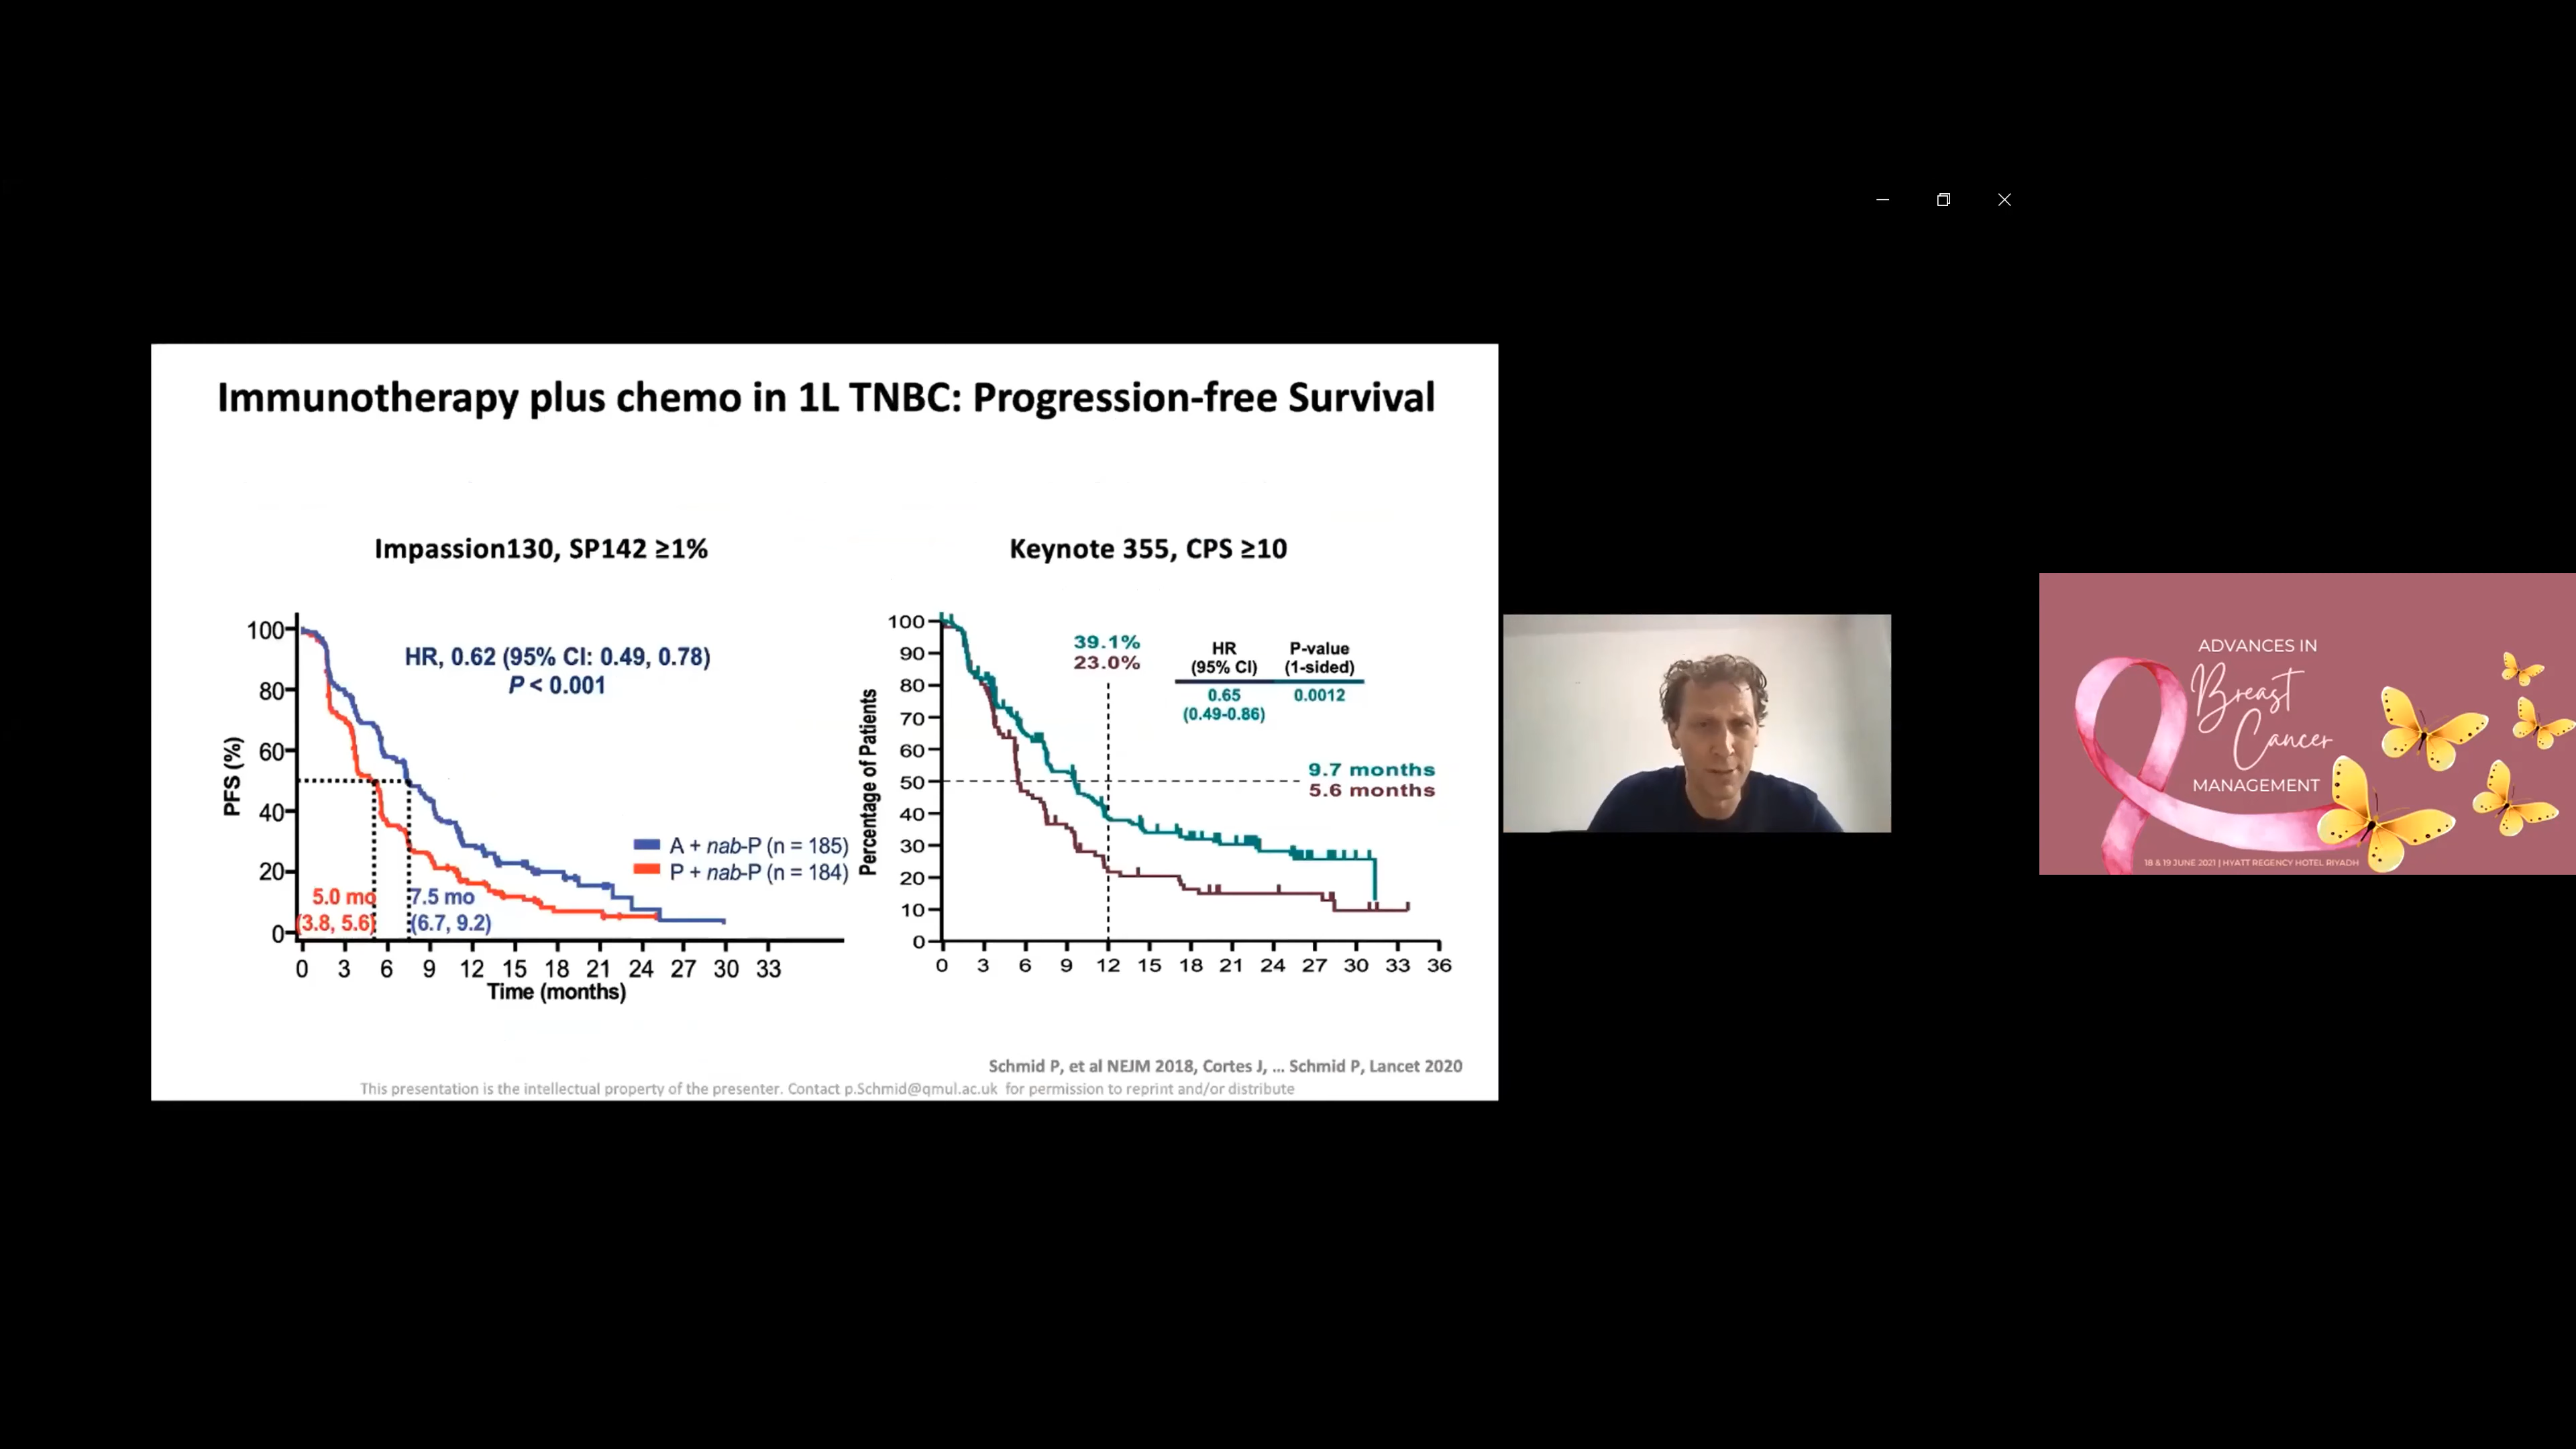 Immunotherapy plus chemo in 1L TNBC: Progression-free Survival
Impassion130, SP142 ≥1%
PFS (%)
100
80
60
40
20
0
HR, 0.62 (95% CI: 0.49, 0.78)
P < 0.001
A + nab-P (n = 185)
P + nab-P (n = 184)
5.0 mo
(3.8, 5.6)
7.5 mo
(6.7, 9.2)
0 3 6 9 12 15 18 21 24 27 30 33
Time (months)
Keynote 355, CPS ≥10
Percentage of Patients
100
90
80
70
60
50
40
30
20
10
0
39.1%
23.0%
HR
(95% CI)
P-value
(1-sided)
0.65
(0.49-0.86)
0.0012
9.7 months
5.6 months
0 3 6 9 12 15 18 21 24 27 30 33 36
Schmid P, et al NEJM 2018, Cortes J, ... Schmid P, Lancet 2020
This presentation is the intellectual property of the presenter. Contact p.Schmid@qmul.ac.uk for permission to reprint and/or distribute
ADVANCES IN
Breast
Cancer
MANAGEMENT
18 & 19 JUNE 2021 | HYATT REGENCY HOTEL RIYADH